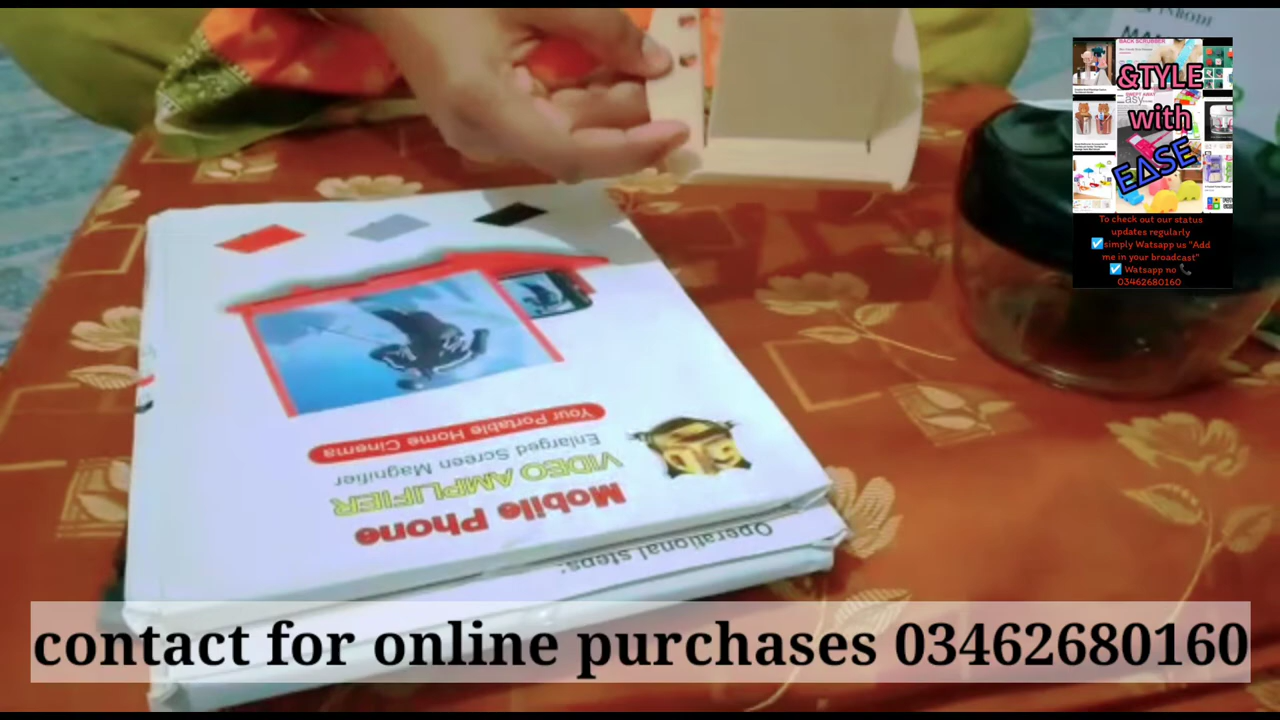 BACK SCRUBBER
&TYLE
with
EASE
To check out our status
updates regularly
☑simply Watsapp us "Add
me in your broadcast"
☑ Watsapp no 📞
03462680160
Operational steps:
Mobile Phone
VIDEO AMPLIFIER
Enlarged Screen Magnifier
Your Portable Home Cinema
contact for online purchases 03462680160